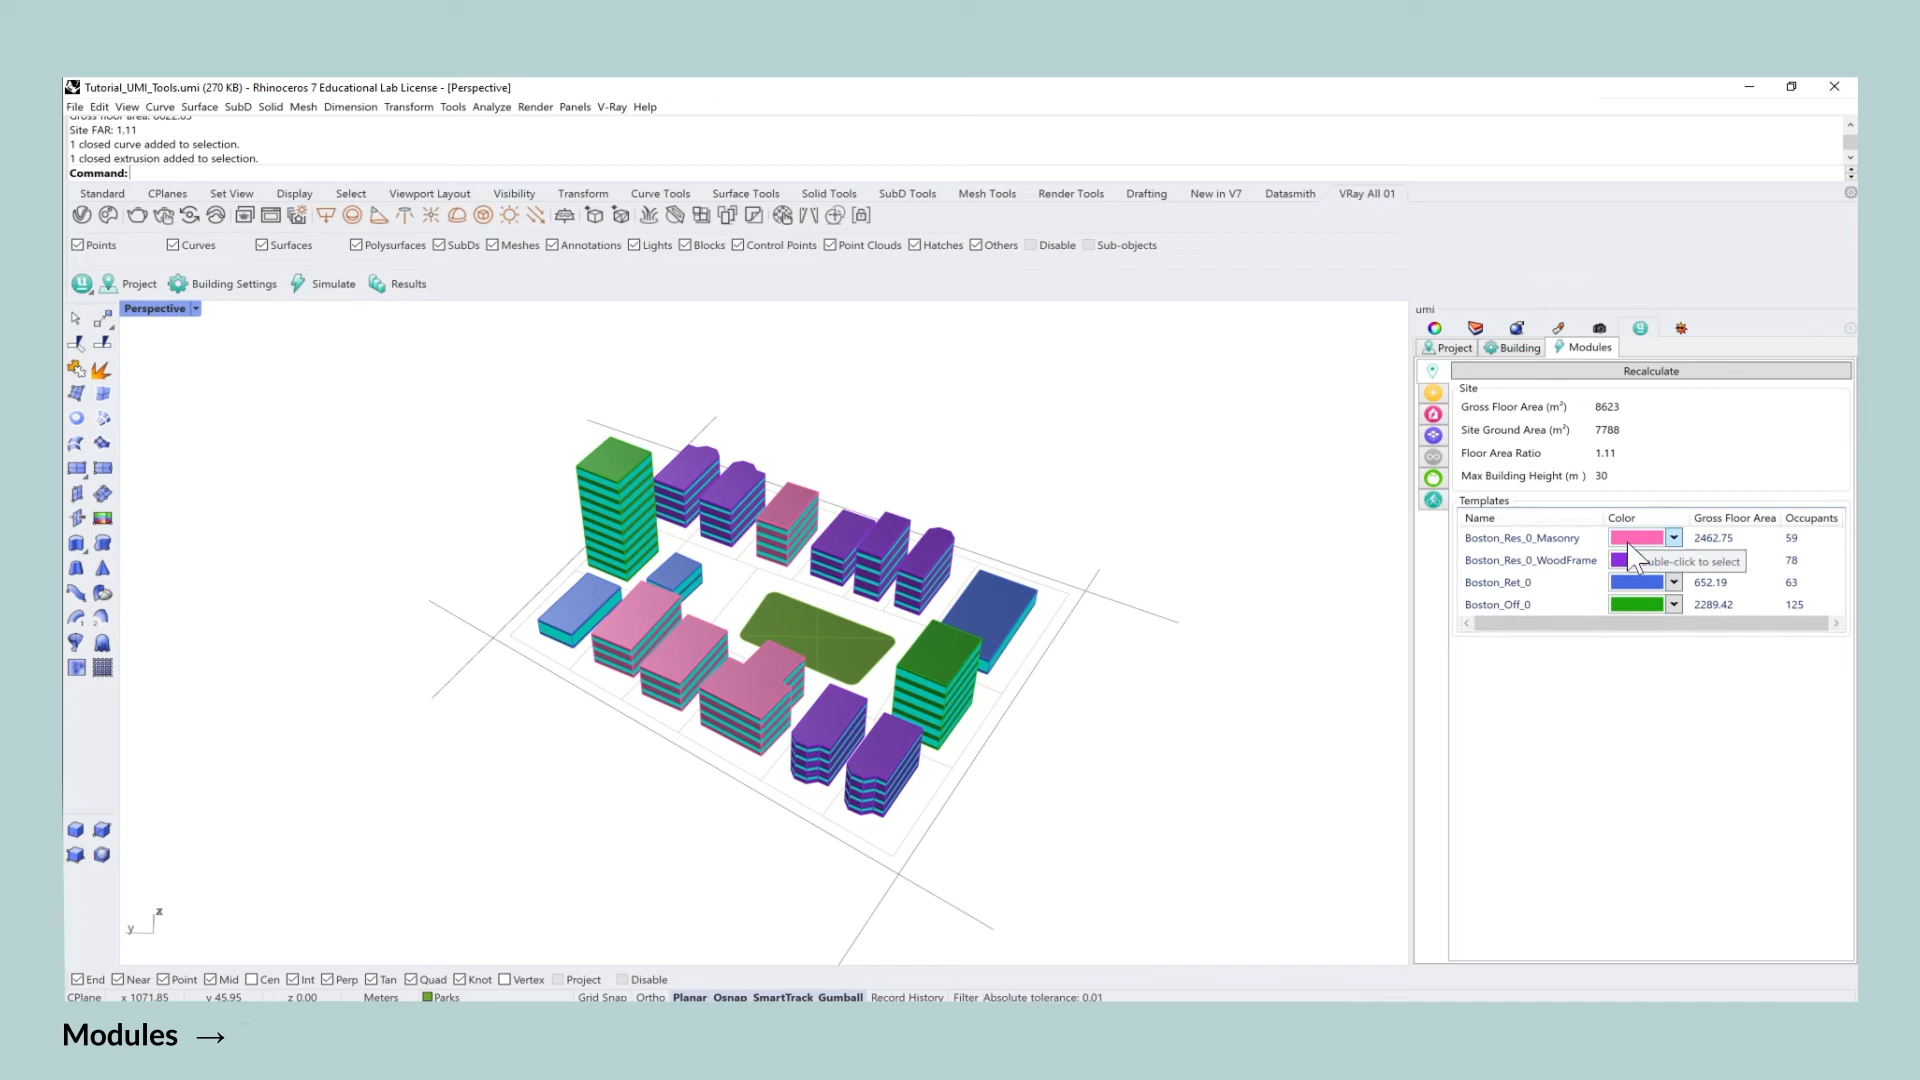 Tutorial_UMI_Tools.umi (270 KB) - Rhinoceros 7 Educational Lab License - [Perspective]
File Edit View Curve Surface SubD Solid Mesh Dimension Transform Tools Analyze Render Panels V-Ray Help
Gross floor area: 8622.65
Site FAR: 1.11
1 closed curve added to selection.
1 closed extrusion added to selection.
Command:
Standard CPlanes Set View Display Select Viewport Layout Visibility Transform Curve Tools Surface Tools Solid Tools SubD Tools Mesh Tools Render Tools Drafting New in V7 Datasmith VRay All 01
Points Curves Surfaces Polysurfaces SubDs Meshes Annotations Lights Blocks Control Points Point Clouds Hatches Others Disable Sub-objects
Project Building Settings Simulate Results
Perspective
umi
Project Building Modules
Recalculate
Site
Gross Floor Area (m²) 8623
Site Ground Area (m²) 7788
Floor Area Ratio 1.11
Max Building Height (m ) 30
Templates
Name Color Gross Floor Area Occupants
Boston_Res_0_Masonry 2462.75 59
Boston_Res_0_WoodFrame uble-click to select 78
Boston_Ret_0 652.19 63
Boston_Off_0 2289.42 125
z
y
End Near Point Mid Cen Int Perp Tan Quad Knot Vertex Project Disable
CPlane x 1071.85 y 45.95 z 0.00 Meters Parks Grid Snap Ortho Planar Osnap SmartTrack Gumball Record History Filter Absolute tolerance: 0.01
Modules →